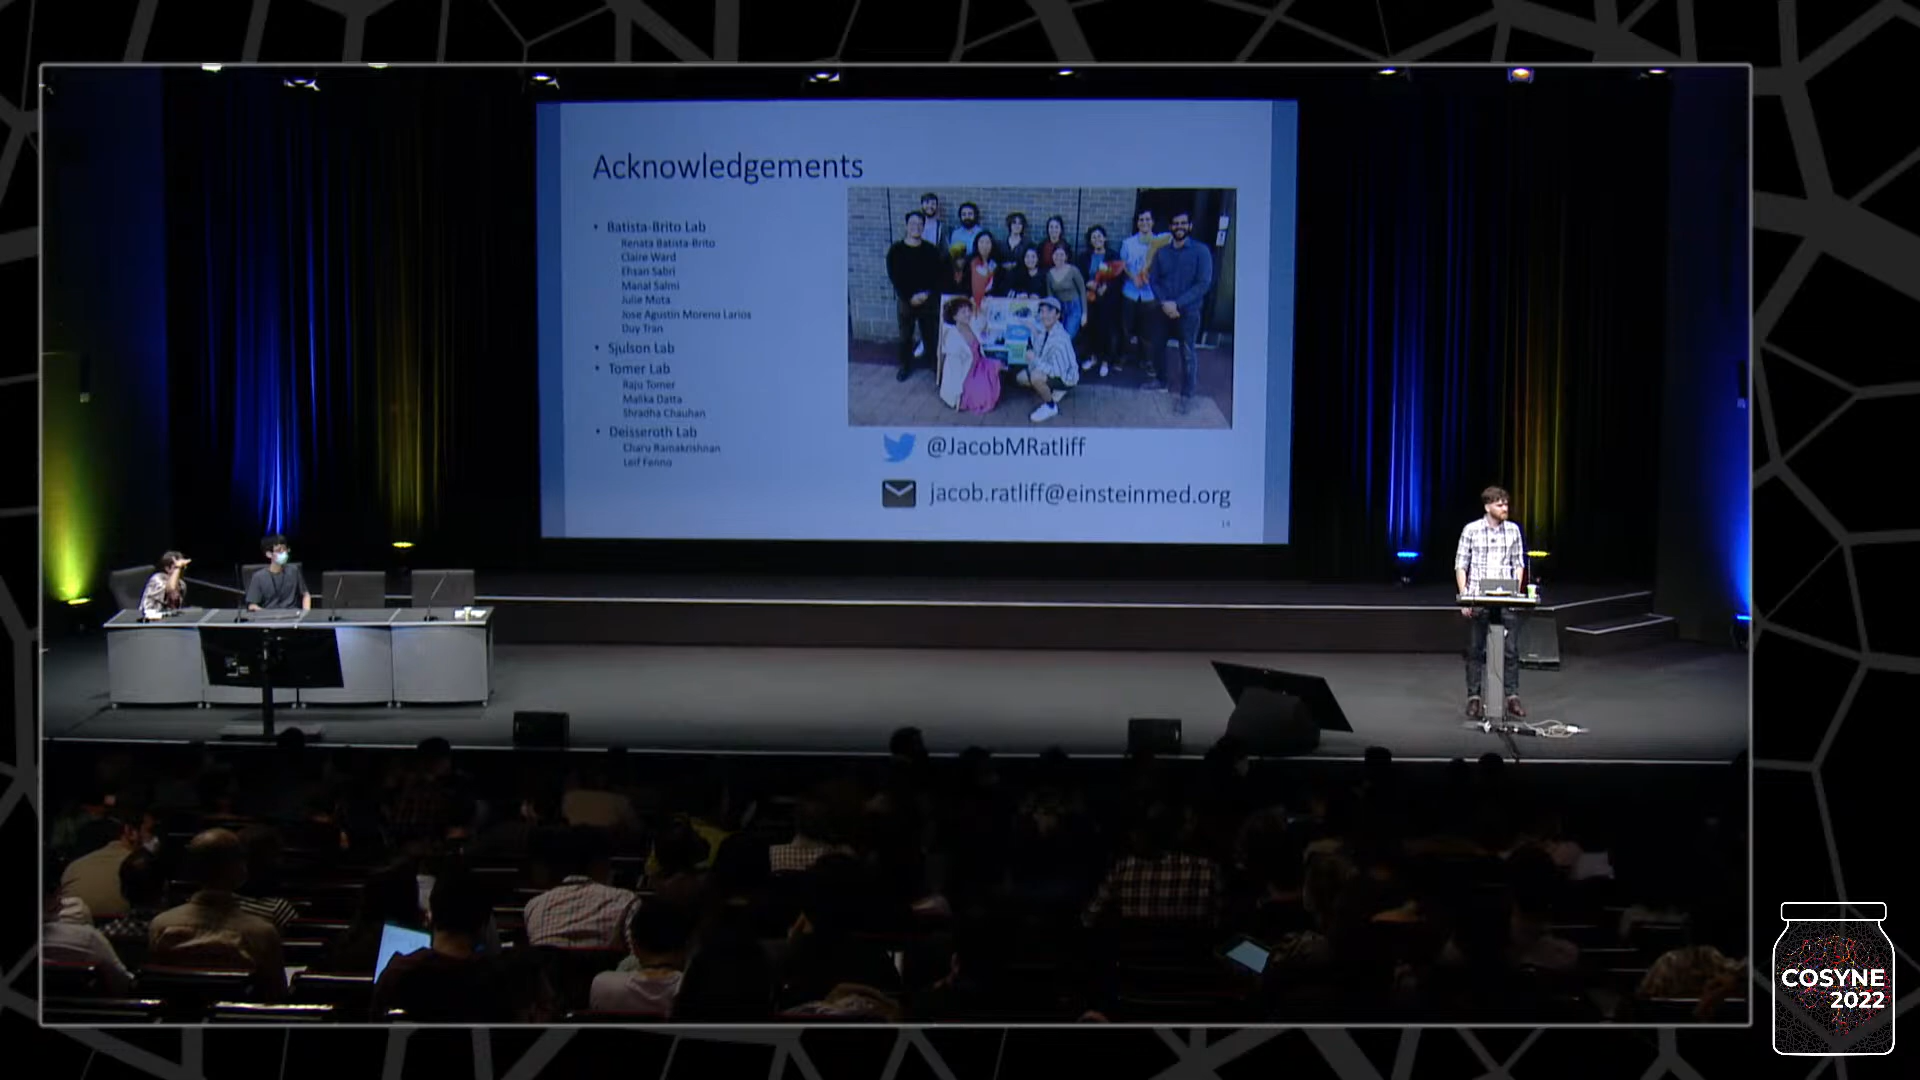 Acknowledgements
• Batista-Brito Lab
Renata Batista-Brito
Claire Ward
Ehsan Sabri
Manal Salmi
Julie Mota
Jose Agustin Moreno Larios
Duy Tran
• Sjulson Lab
• Tomer Lab
Raju Tomer
Malika Datta
Shradha Chauhan
• Deisseroth Lab
Charu Ramakrishnan
Leif Fenno
@JacobMRatliff
jacob.ratliff@einsteinmed.org
14
COSYNE
2022